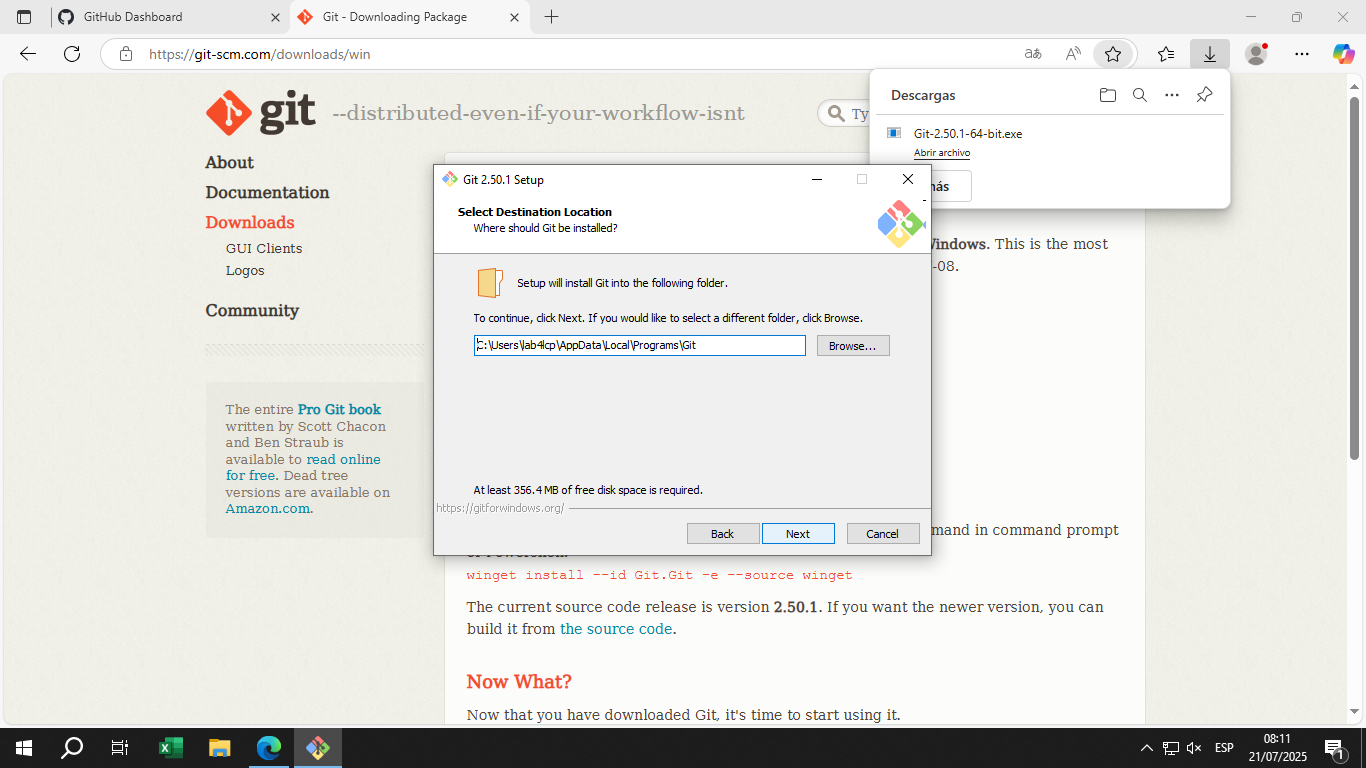 GitHub Dashboard
Git - Downloading Package
https://git-scm.com/downloads/win
git
--distributed-even-if-your-workflow-isnt
Ty
Descargas
Git-2.50.1-64-bit.exe
Abrir archivo
más
About
Documentation
Downloads
GUI Clients
Logos
Community
The entire Pro Git book
written by Scott Chacon
and Ben Straub is
available to read online
for free. Dead tree
versions are available on
Amazon.com.
Git 2.50.1 Setup
Select Destination Location
Where should Git be installed?
Setup will install Git into the following folder.
To continue, click Next. If you would like to select a different folder, click Browse.
C:\Users\lab4lcp\AppData\Local\Programs\Git
Browse...
At least 356.4 MB of free disk space is required.
https://gitforwindows.org/
Back
Next
Cancel
Windows. This is the most
-08.
mand in command prompt
winget install --id Git.Git -e --source winget
The current source code release is version 2.50.1. If you want the newer version, you can
build it from the source code.
Now What?
Now that you have downloaded Git, it's time to start using it.
ESP
08:11
21/07/2025
1